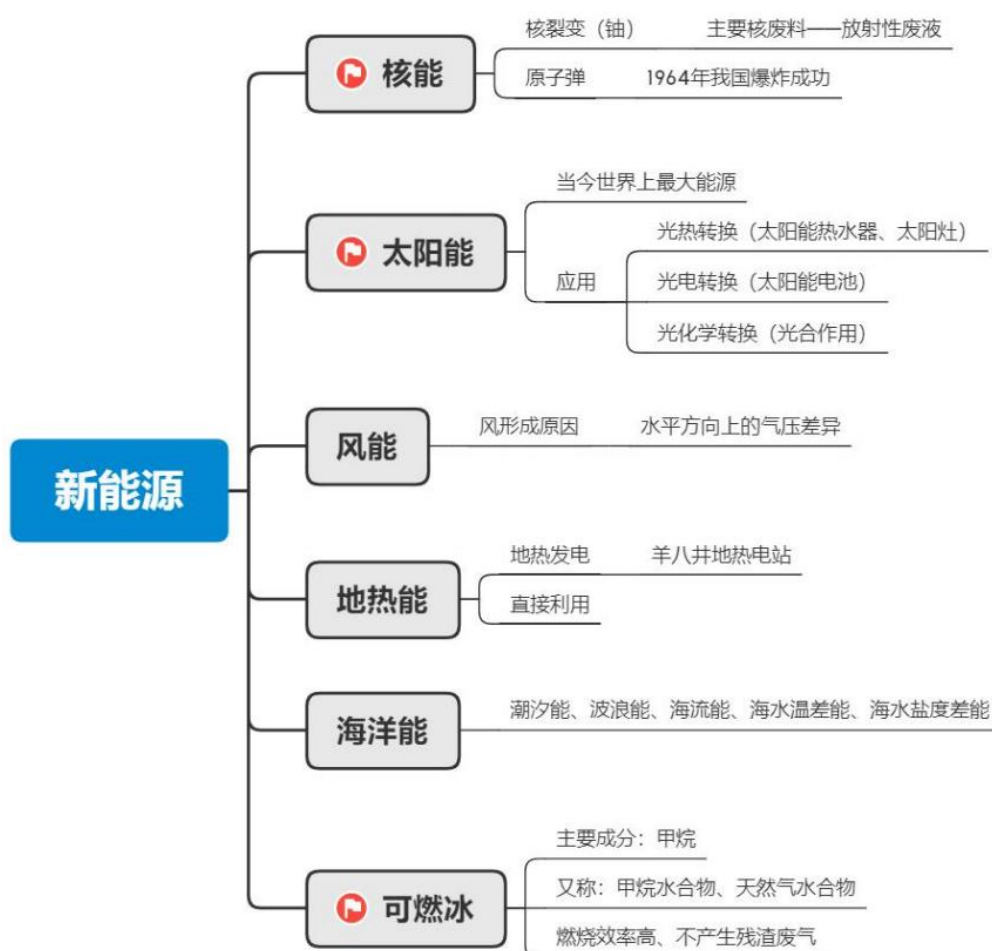 新能源
核能
核裂变（铀） 主要核废料——放射性废液
原子弹 1964年我国爆炸成功
太阳能
当今世界上最大能源
应用
光热转换（太阳能热水器、太阳灶）
光电转换（太阳能电池）
光化学转换（光合作用）
风能
风形成原因 水平方向上的气压差异
地热能
地热发电 羊八井地热电站
直接利用
海洋能
潮汐能、波浪能、海流能、海水温差能、海水盐度差能
可燃冰
主要成分：甲烷
又称：甲烷水合物、天然气水合物
燃烧效率高、不产生残渣废气